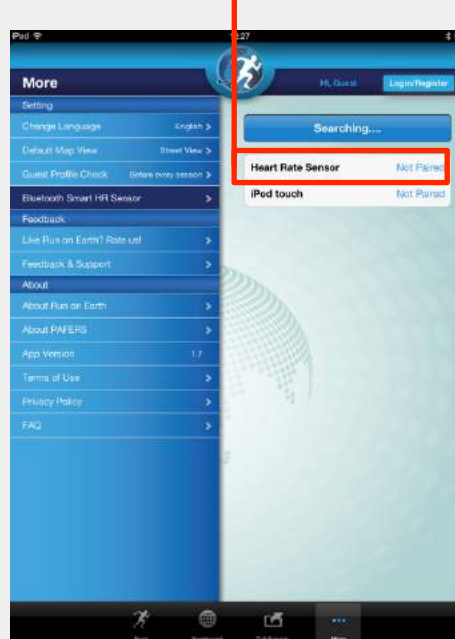 iPad
12:27
More
Hi, Guest
Login/Register
Setting
Change Language English
Default Map View Street View
Guest Profile Check Before every session
Bluetooth Smart HR Sensor
Feedback
Like Run on Earth? Rate us!
Feedback & Support
About
About Run on Earth
About PAFERS
App Version 1.7
Terms of Use
Privacy Policy
FAQ
Searching....
Heart Rate Sensor Not Paired
iPod touch Not Paired
More